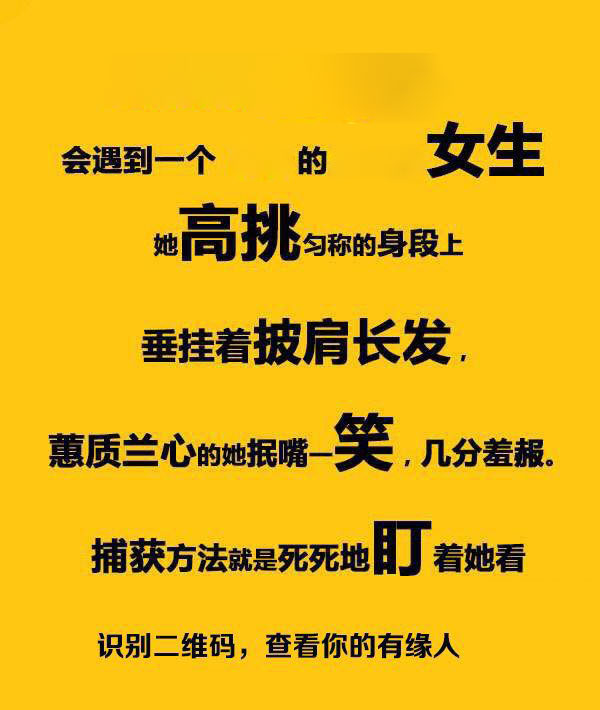 会遇到一个 的 女生
她高挑匀称的身段上
垂挂着披肩长发，
蕙质兰心的她抿嘴一笑，几分羞赧。
捕获方法就是死死地盯着她看
识别二维码，查看你的有缘人